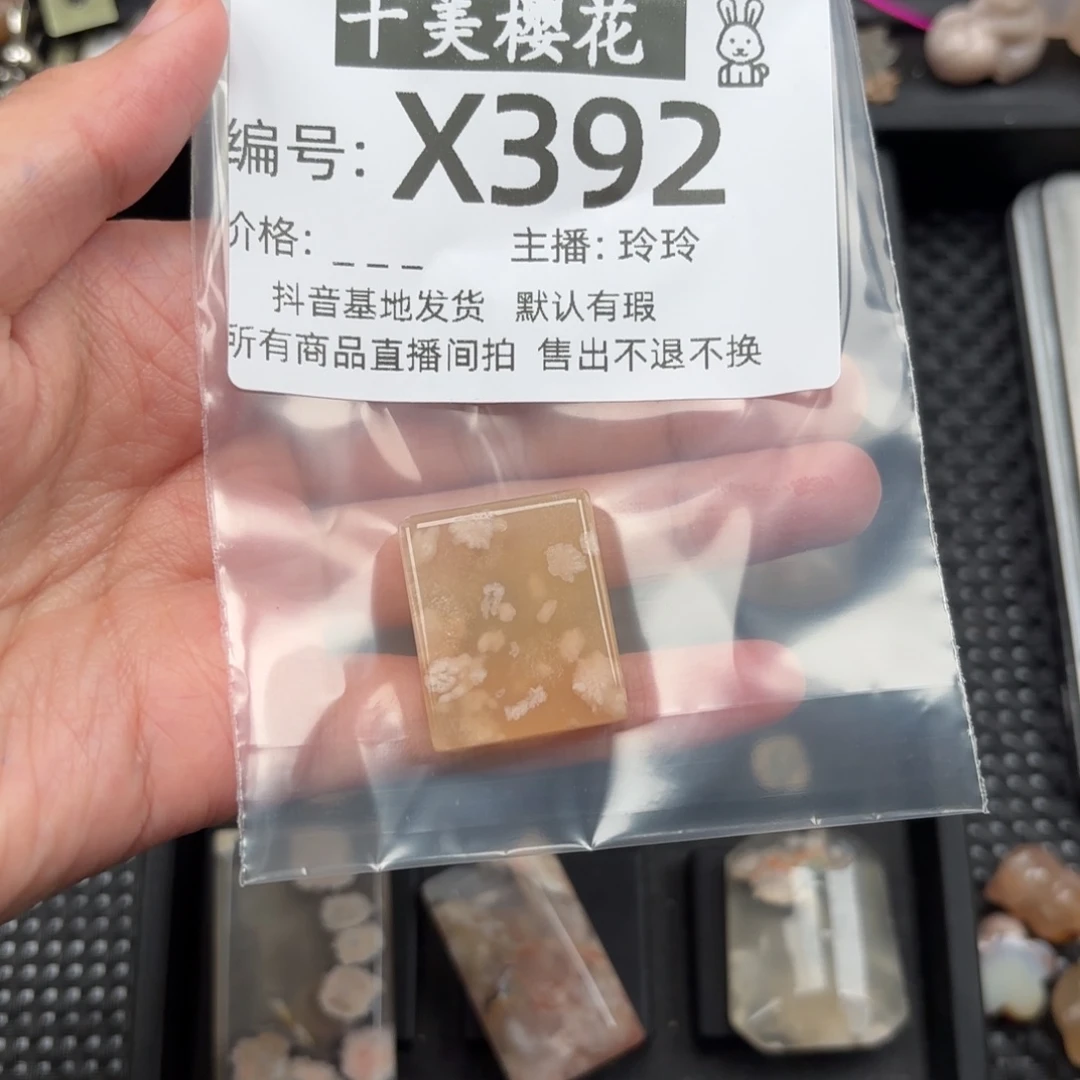 十美樱花
编号: X392
价格: _ _ _ 主播: 玲玲
抖音基地发货 默认有瑕
所有商品直播间拍 售出不退不换